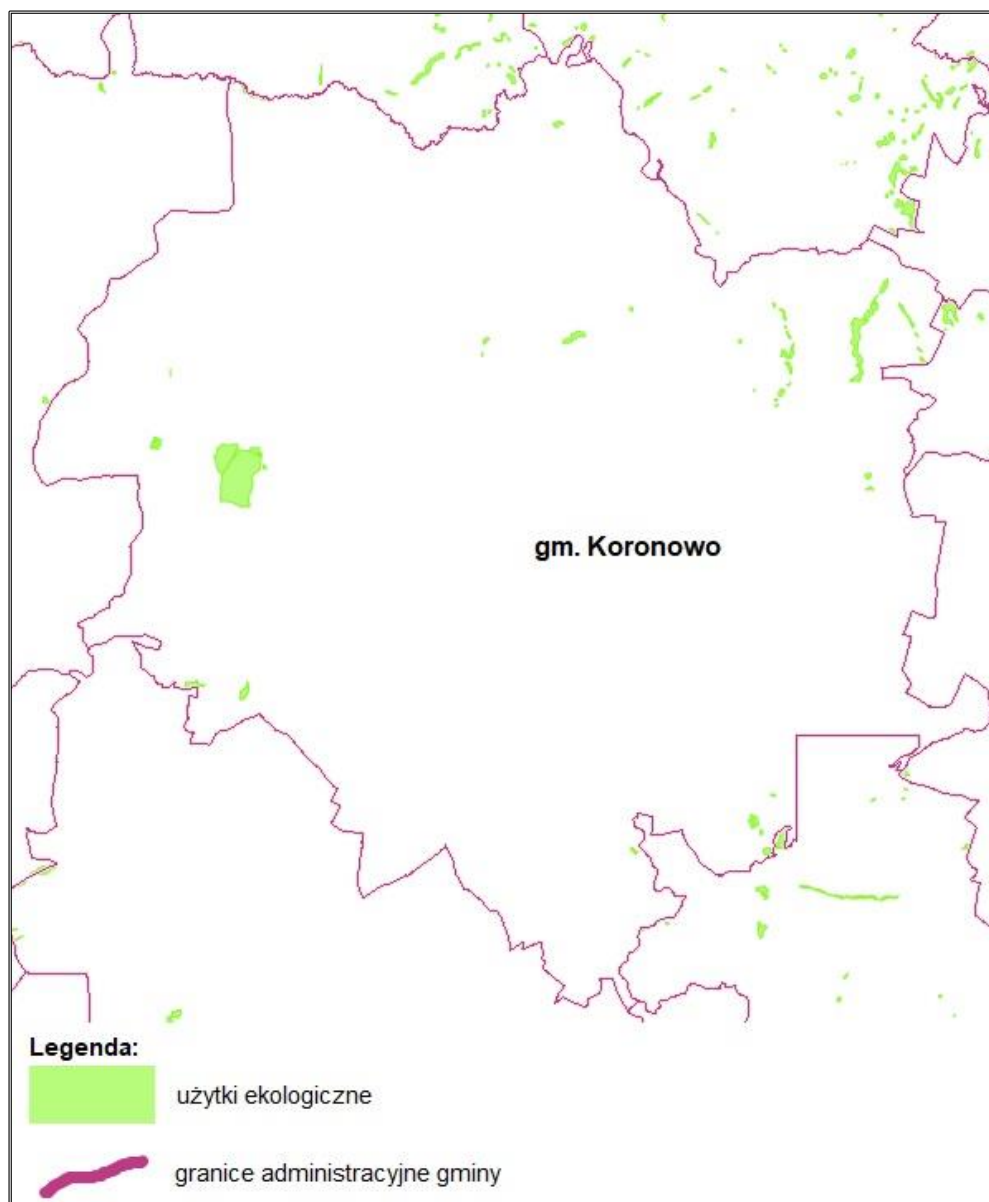 gm. Koronowo
Legenda:
użytki ekologiczne
granice administracyjne gminy